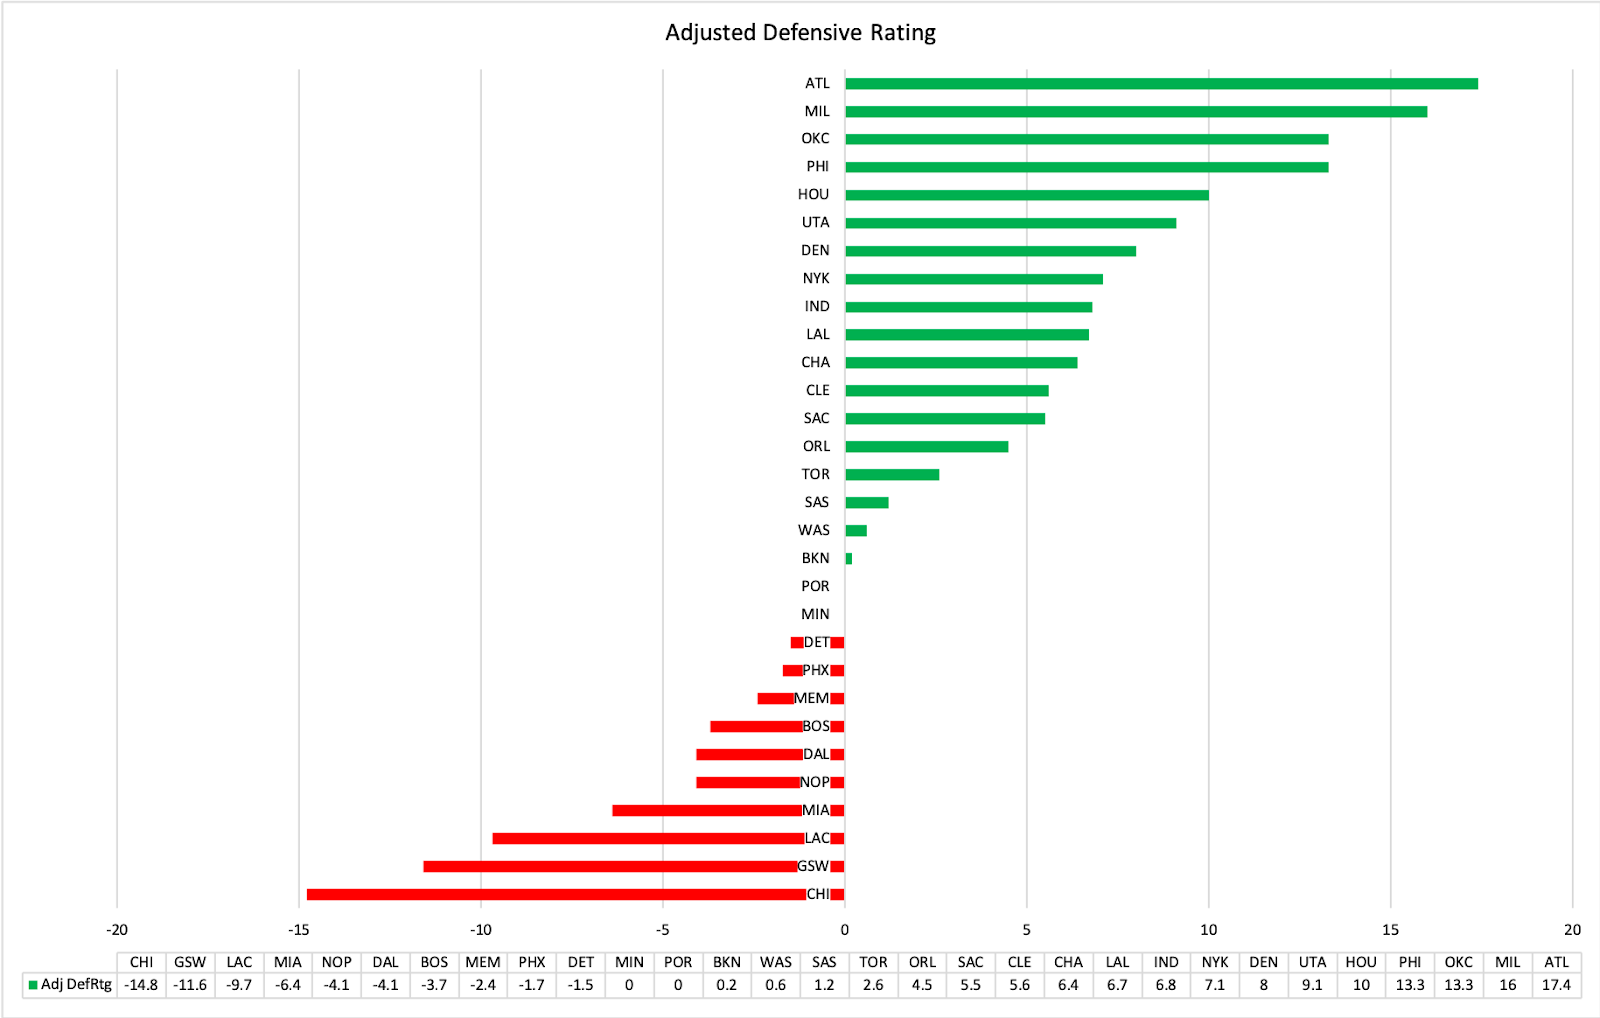 Adjusted Defensive Rating
ATL
MIL
OKC
PHI
HOU
UTA
DEN
NYK
IND
LAL
CHA
CLE
SAC
ORL
TOR
SAS
WAS
BKN
POR
MIN
DET
PHX
MEM
BOS
DAL
NOP
MIA
LAC
GSW
CHI
-20 -15 -10 -5 0 5 10 15 20
CHI GSW LAC MIA NOP DAL BOS MEM PHX DET MIN POR BKN WAS SAS TOR ORL SAC CLE CHA LAL IND NYK DEN UTA HOU PHI OKC MIL ATL
Adj DefRtg -14.8 -11.6 -9.7 -6.4 -4.1 -4.1 -3.7 -2.4 -1.7 -1.5 0 0 0.2 0.6 1.2 2.6 4.5 5.5 5.6 6.4 6.7 6.8 7.1 8 9.1 10 13.3 13.3 16 17.4